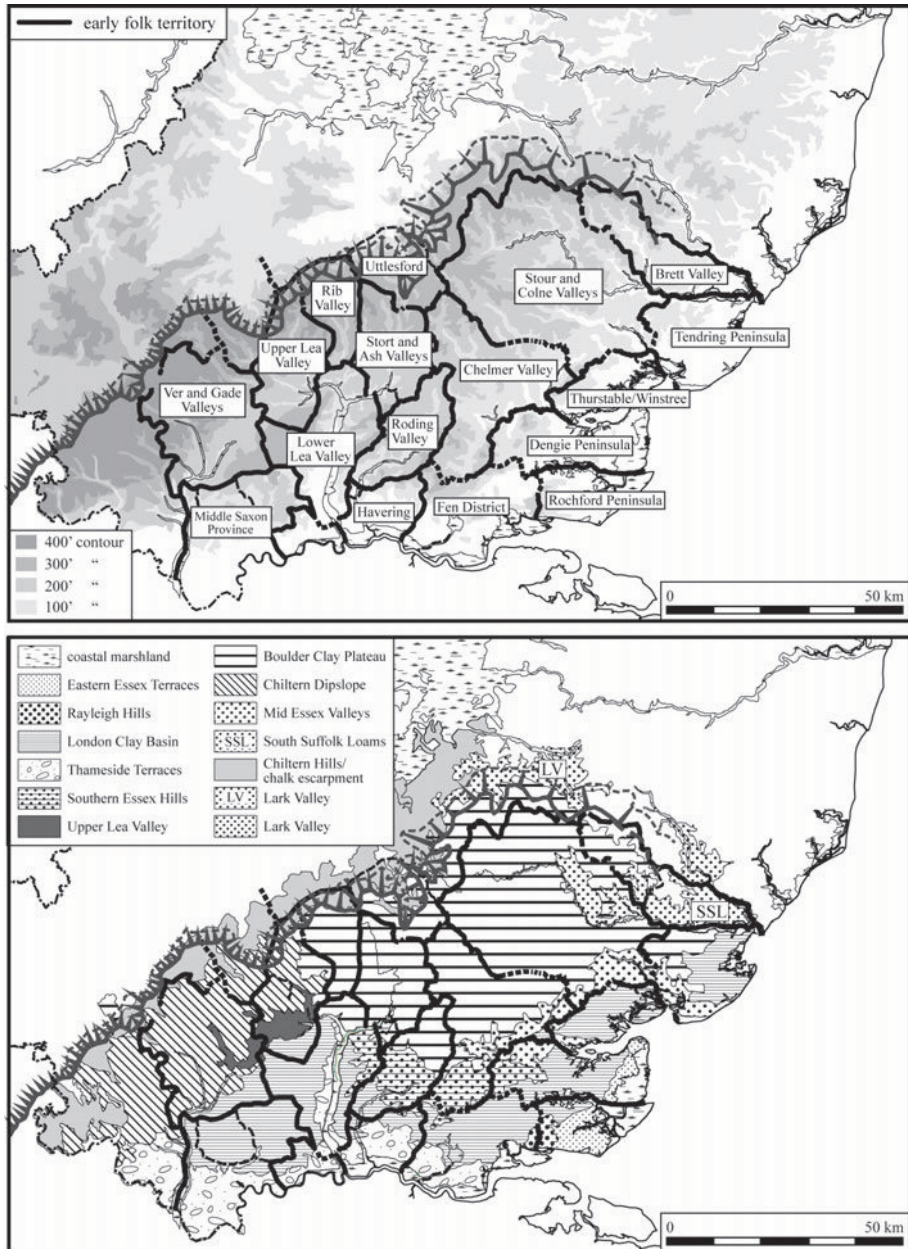 early folk territory
Uttlesford
Rib
Valley
Stour and
Colne Valleys
Brett Valley
Tendring Peninsula
Upper Lea
Valley
Stort and
Ash Valleys
Chelmer Valley
Ver and Gade
Valleys
Thurstable/Winstree
Roding
Valley
Lower
Lea Valley
Dengie Peninsula
Rochford Peninsula
Fen District
Havering
Middle Saxon
Province
400' contour
300' “
200' “
100' “
0 50 km
coastal marshland
Eastern Essex Terraces
Rayleigh Hills
London Clay Basin
Thameside Terraces
Southern Essex Hills
Upper Lea Valley
Boulder Clay Plateau
Chiltern Dipslope
Mid Essex Valleys
SSL South Suffolk Loams
Chiltern Hills/
chalk escarpment
LV Lark Valley
Lark Valley
LV
SSL
0 50 km